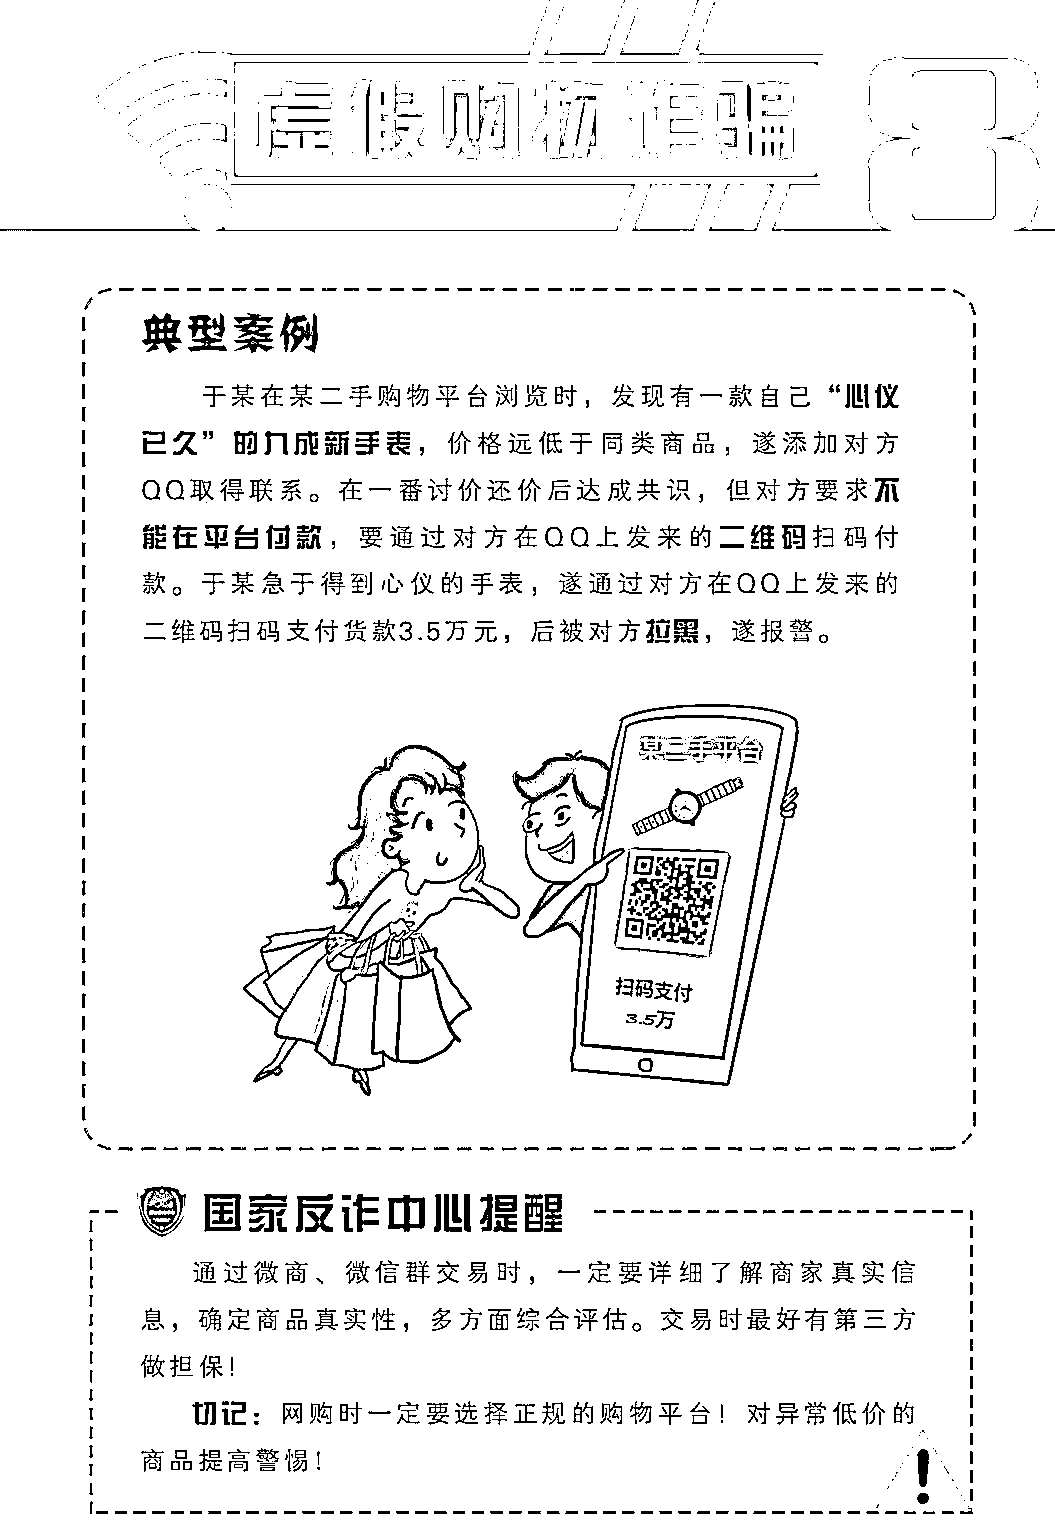 虚假购物诈骗
8
典型案例
于某在某二手购物平台浏览时，发现有一款自己“心仪
已久”的九成新手表，价格远低于同类商品，遂添加对方
QQ取得联系。在一番讨价还价后达成共识，但对方要求不
能在平台付款，要通过对方在QQ上发来的二维码扫码付
款。于某急于得到心仪的手表，遂通过对方在QQ上发来的
二维码扫码支付货款3.5万元，后被对方拉黑，遂报警。
某二手平台
扫码支付
3.5万
国家反诈中心提醒
通过微商、微信群交易时，一定要详细了解商家真实信
息，确定商品真实性，多方面综合评估。交易时最好有第三方
做担保！
切记：网购时一定要选择正规的购物平台！对异常低价的
商品提高警惕！